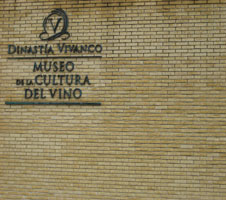 V
DINASTÍA VIVANCO
MUSEO
DE LA CULTURA
DEL VINO